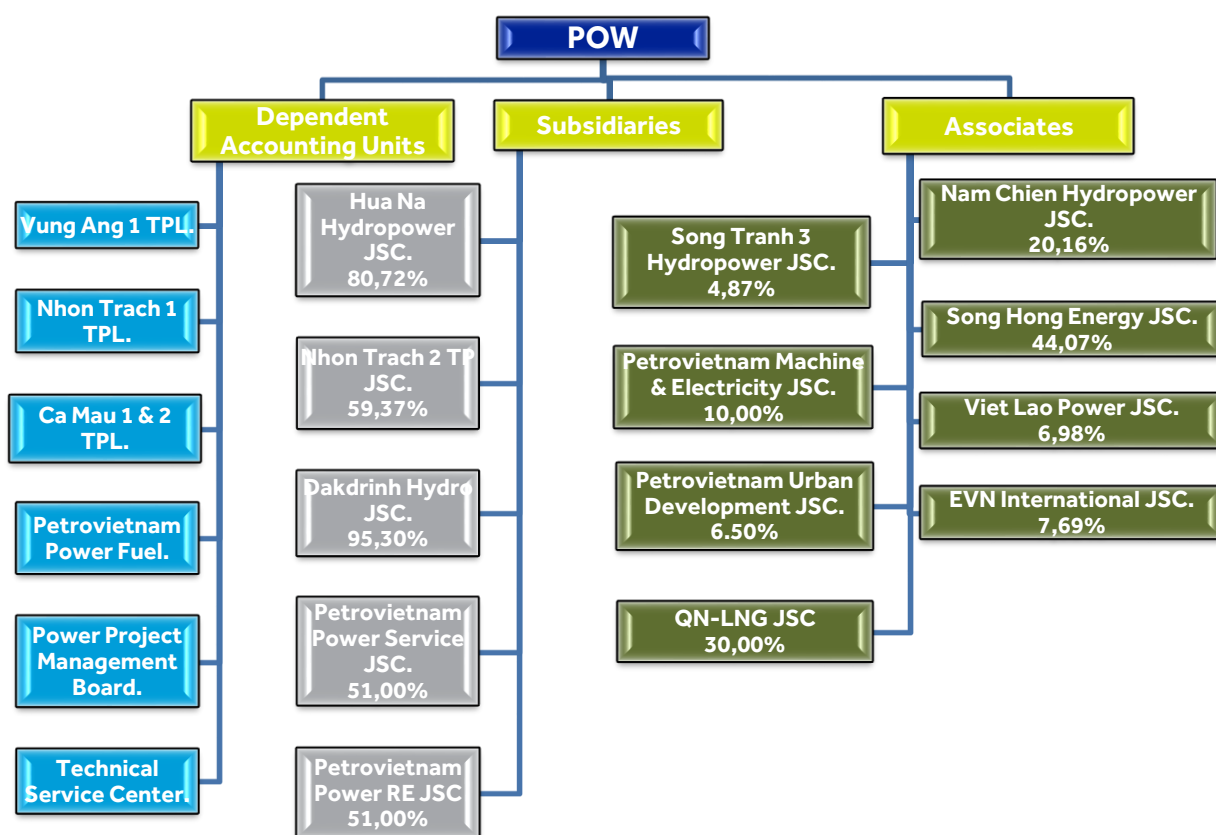 POW
Dependent
Accounting Units
Vung Ang 1 TPL.
Nhon Trach 1
TPL.
Ca Mau 1 & 2
TPL.
Petrovietnam
Power Fuel.
Power Project
Management
Board.
Technical
Service Center.
Subsidiaries
Hua Na
Hydropower
JSC.
80,72%
Nhon Trach 2 TP
JSC.
59,37%
Dakdrinh Hydro
JSC.
95,30%
Petrovietnam
Power Service
JSC.
51,00%
Petrovietnam
Power RE JSC
51,00%
Associates
Song Tranh 3
Hydropower JSC.
4,87%
Petrovietnam Machine
& Electricity JSC.
10,00%
Petrovietnam Urban
Development JSC.
6.50%
QN-LNG JSC
30,00%
Nam Chien Hydropower
JSC.
20,16%
Song Hong Energy JSC.
44,07%
Viet Lao Power JSC.
6,98%
EVN International JSC.
7,69%